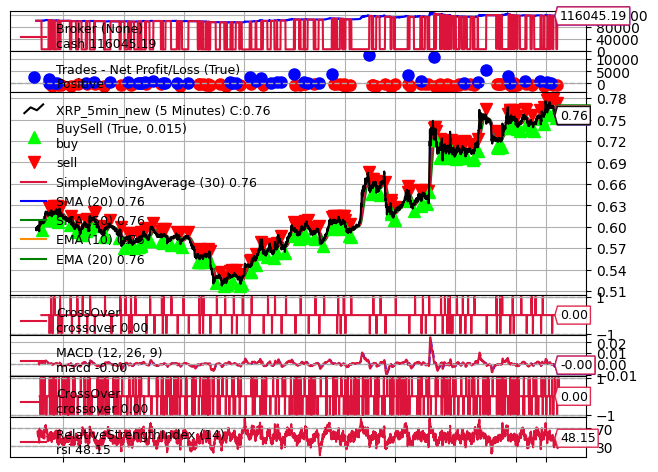 Broker (None)
cash 116045.19
116045.19
80000
40000
0
Trades - Net Profit/Loss (True)
10000
5000
0
XRP_5min_new (5 Minutes) C:0.76
BuySell (True, 0.015)
buy
sell
SimpleMovingAverage (30) 0.76
SMA (20) 0.76
EMA (10)
EMA (20) 0.76
0.78
0.76
0.75
0.72
0.69
0.66
0.63
0.60
0.57
0.54
0.51
CrossOver
crossover 0.00
1
0.00
−1
MACD (12, 26, 9)
macd -0.00
0.02
0.01
0.00
-0.00
−0.01
CrossOver
crossover 0.00
1
0.00
−1
RelativeStrengthIndex (14)
rsi 48.15
70
48.15
30